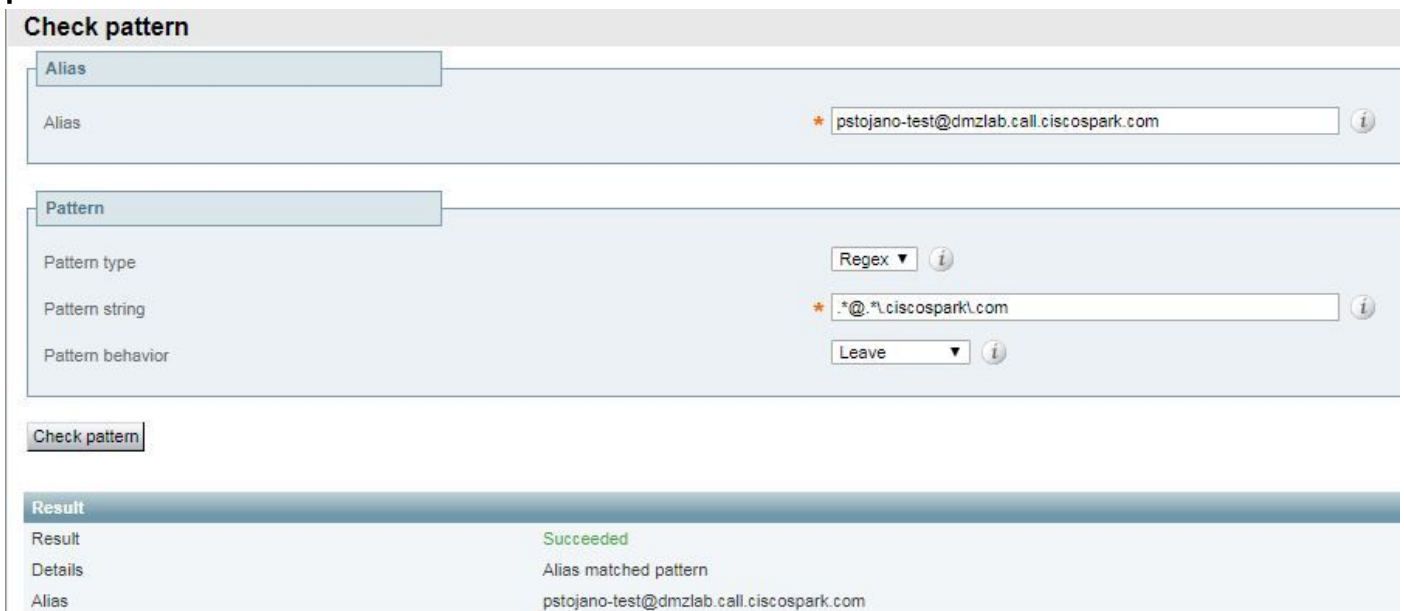 Check pattern
Alias
Alias * pstojano-test@dmzlab.call.ciscospark.com i
Pattern
Pattern type Regex ▼ i
Pattern string * .*@.*\.ciscospark\.com i
Pattern behavior Leave ▼ i
Check pattern
Result
Result Succeeded
Details Alias matched pattern
Alias pstojano-test@dmzlab.call.ciscospark.com